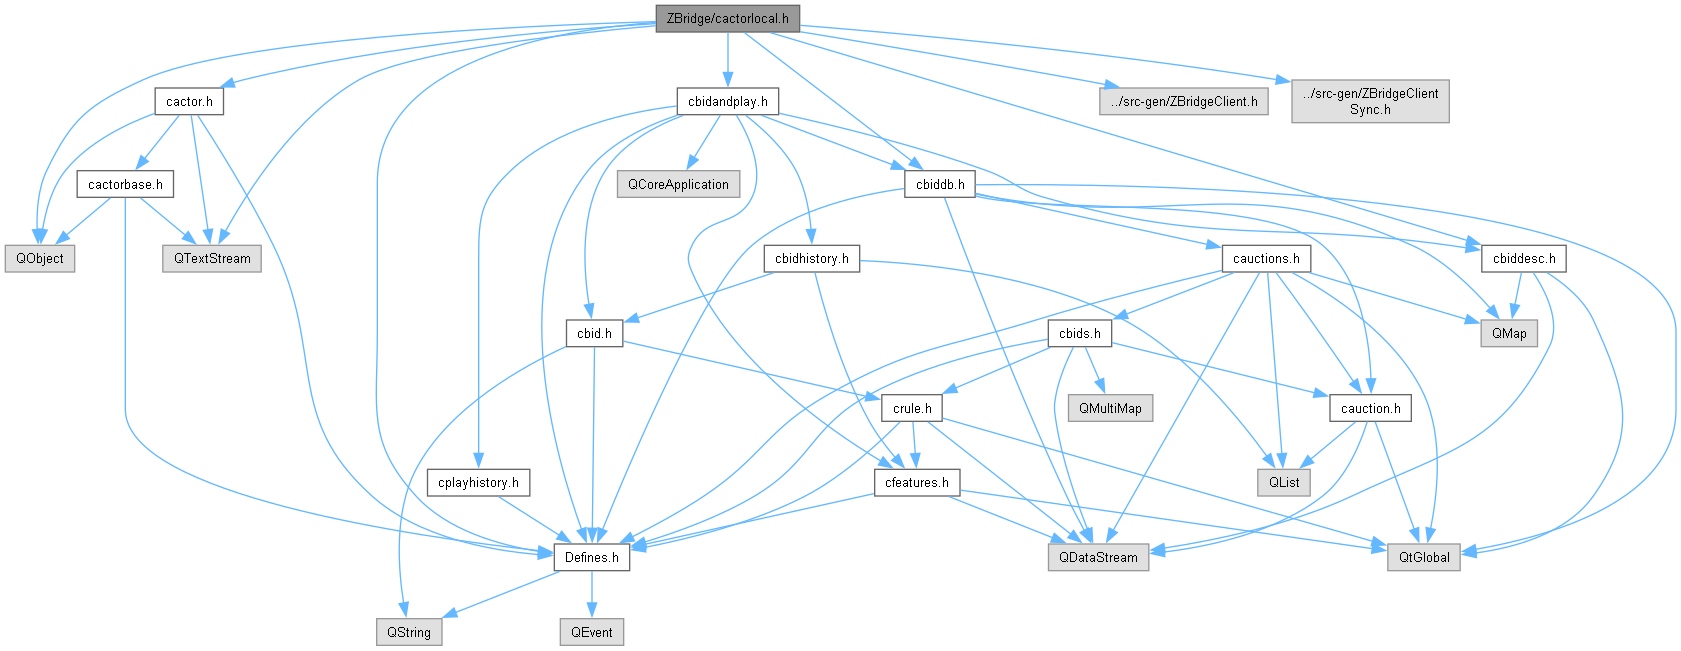 ZBridge/cactorlocal.h
cactor.h
cbidandplay.h
../src-gen/ZBridgeClient.h
../src-gen/ZBridgeClient
Sync.h
cactorbase.h
QCoreApplication
cbiddb.h
QObject
QTextStream
cbidhistory.h
cauctions.h
cbiddesc.h
cbid.h
cbids.h
QMap
crule.h
QMultiMap
cauction.h
cplayhistory.h
cfeatures.h
QList
Defines.h
QDataStream
QtGlobal
QString
QEvent